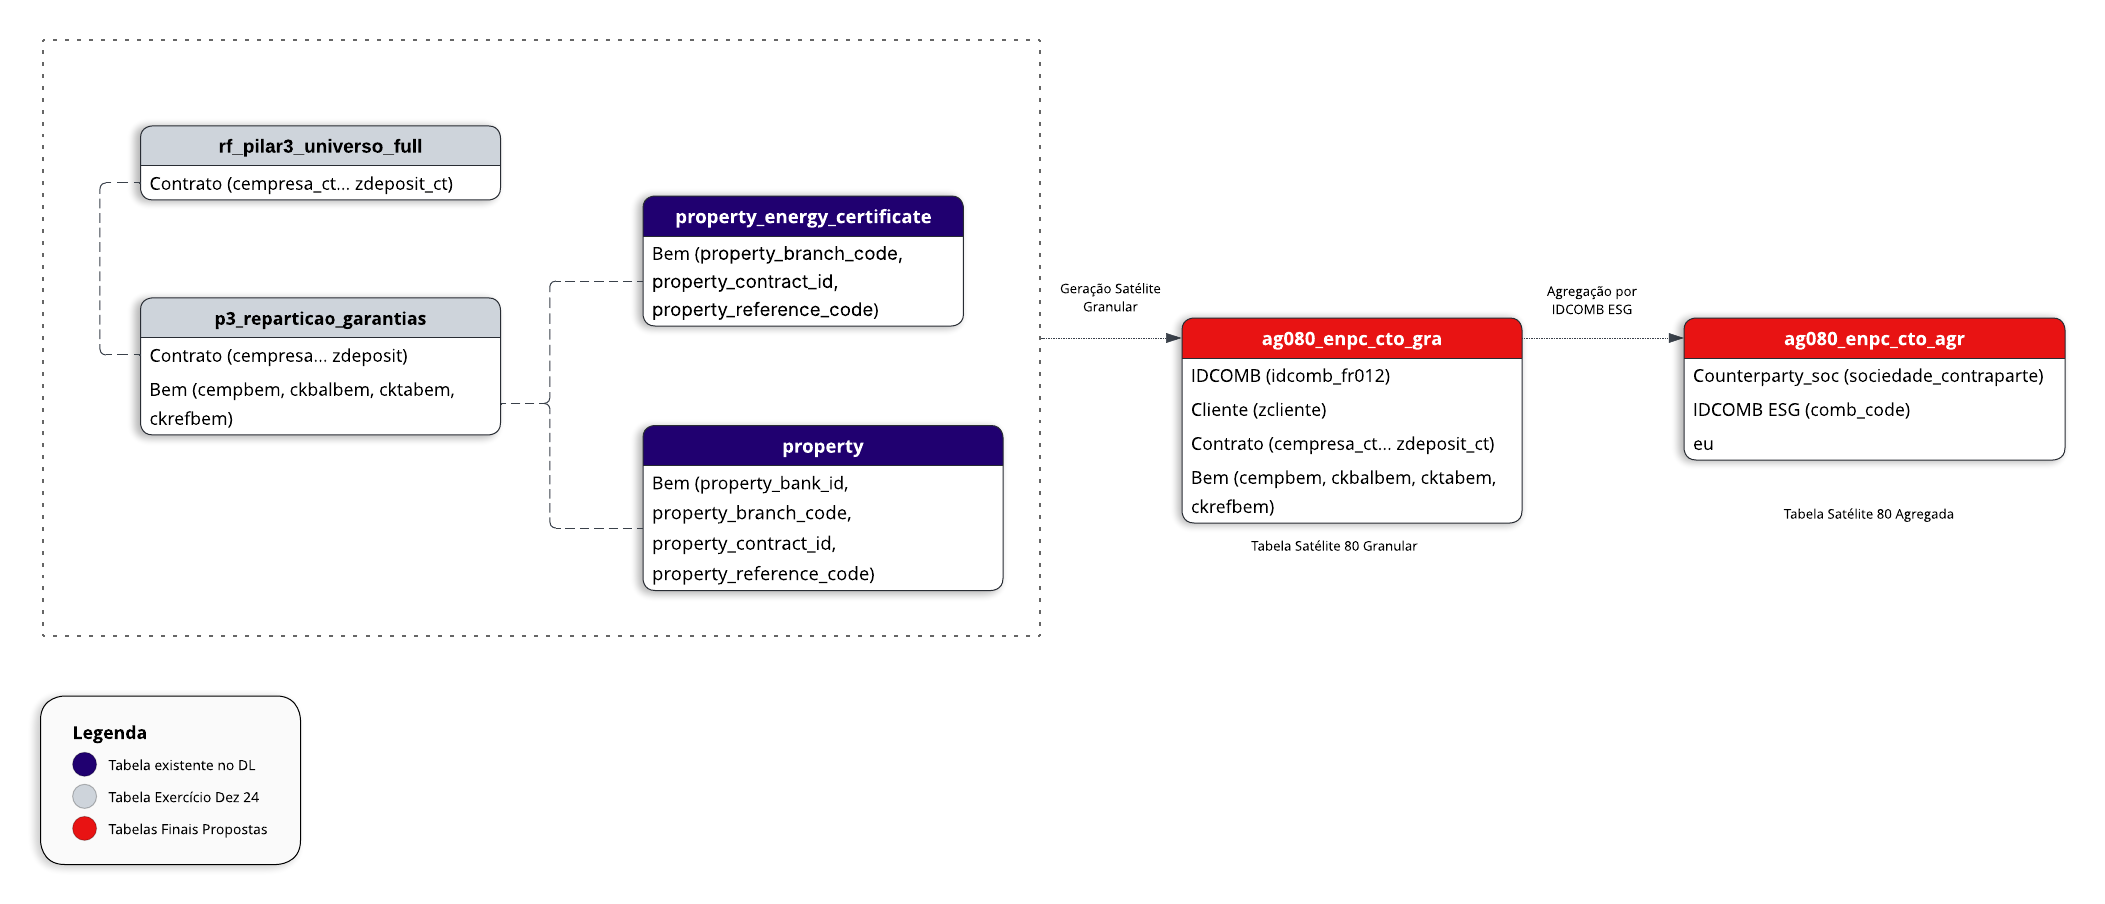 rf_pilar3_universo_full
Contrato (cempresa_ct... zdeposit_ct)
p3_reparticao_garantias
Contrato (cempresa... zdeposit)
Bem (cempbem, ckbalbem, cktabem,
ckrefbem)
property_energy_certificate
Bem (property_branch_code,
property_contract_id,
property_reference_code)
property
Bem (property_bank_id,
property_branch_code,
property_contract_id,
property_reference_code)
Geração Satélite
Granular
ag080_enpc_cto_gra
IDCOMB (idcomb_fr012)
Cliente (zcliente)
Contrato (cempresa_ct... zdeposit_ct)
Bem (cempbem, ckbalbem, cktabem,
ckrefbem)
Tabela Satélite 80 Granular
Agregação por
IDCOMB ESG
ag080_enpc_cto_agr
Counterparty_soc (sociedade_contraparte)
IDCOMB ESG (comb_code)
eu
Tabela Satélite 80 Agregada
Legenda
Tabela existente no DL
Tabela Exercício Dez 24
Tabelas Finais Propostas